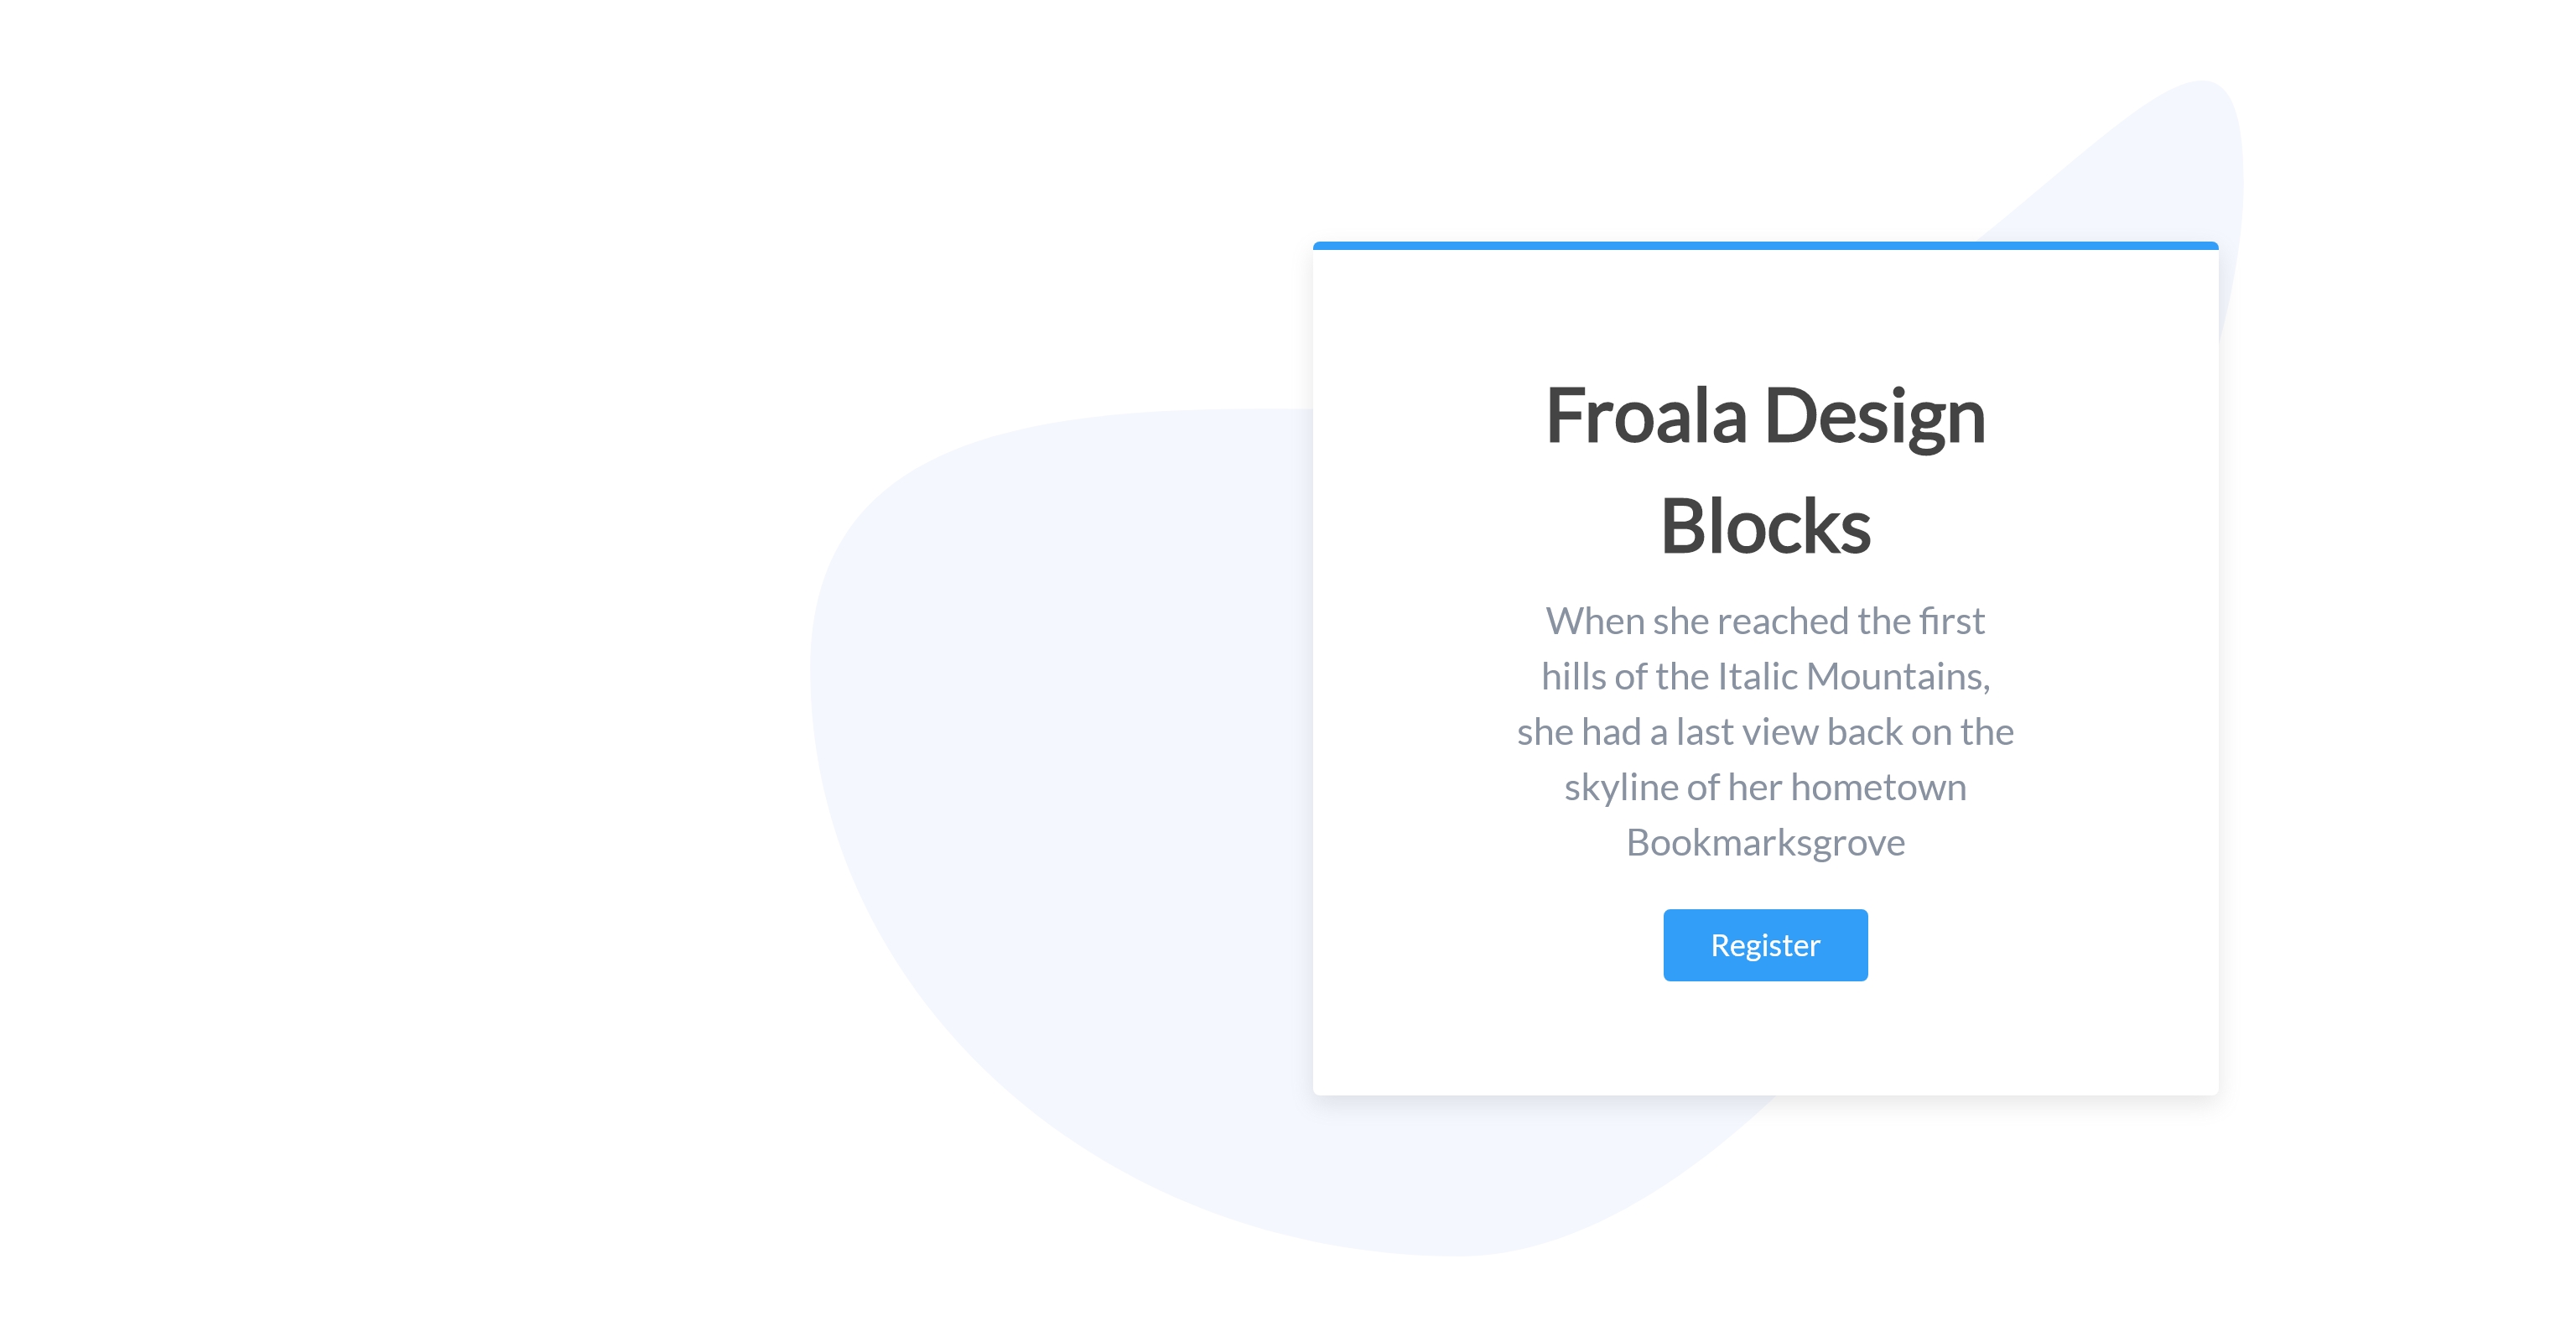 Froala Design
Blocks
When she reached the first
hills of the Italic Mountains,
she had a last view back on the
skyline of her hometown
Bookmarksgrove
Register